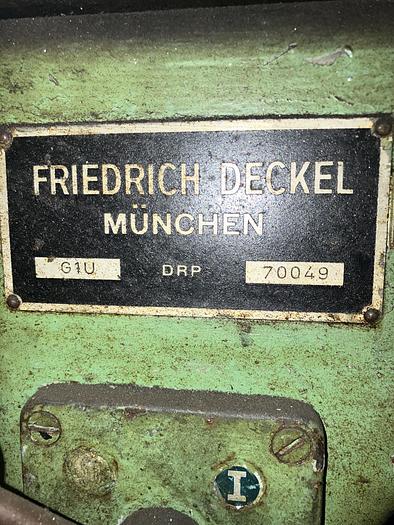 FRIEDRICH DECKEL
MÜNCHEN
G1U DRP 70049
I